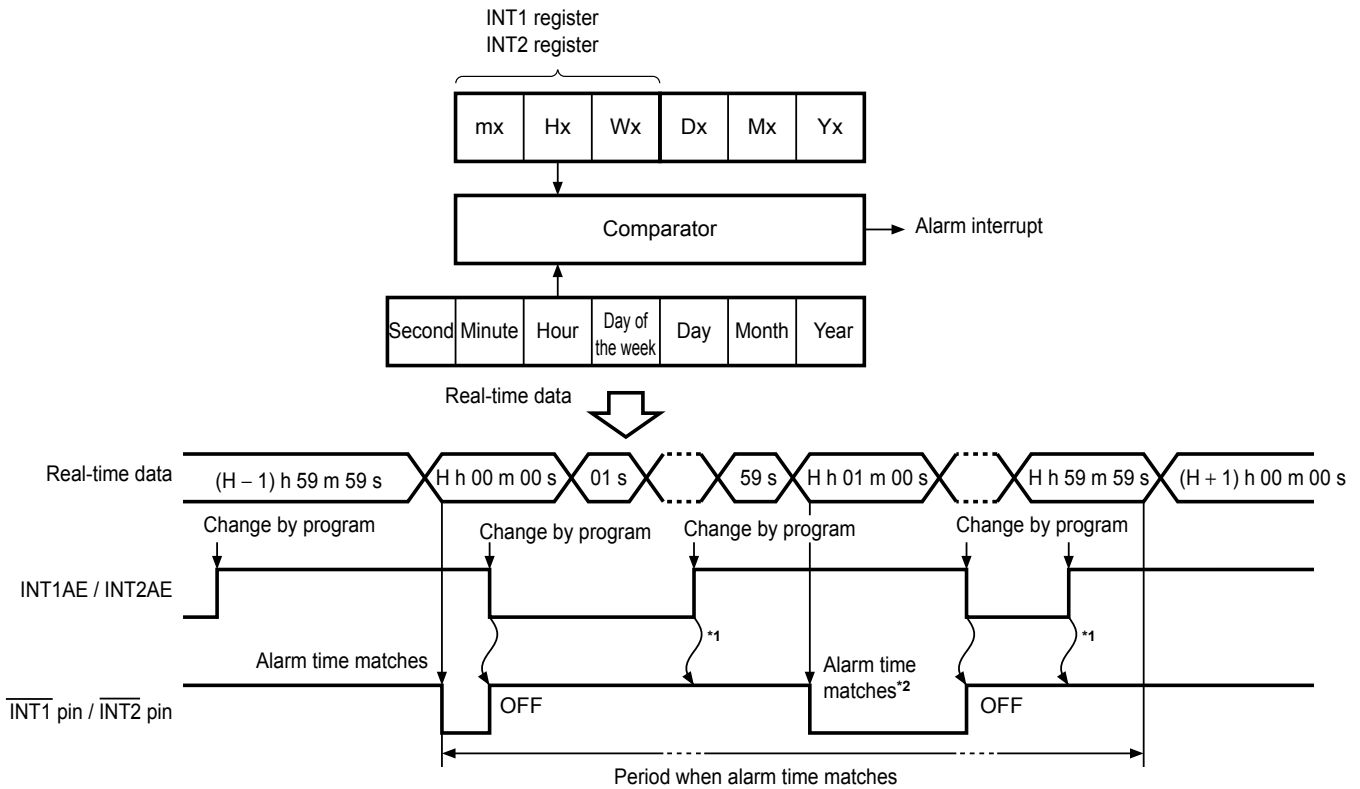 INT1 register
INT2 register
mx Hx Wx Dx Mx Yx
Comparator
Alarm interrupt
Second Minute Hour Day of the week Day Month Year
Real-time data
Real-time data
(H − 1) h 59 m 59 s
H h 00 m 00 s
01 s
59 s
H h 01 m 00 s
H h 59 m 59 s
(H + 1) h 00 m 00 s
Change by program
Change by program
Change by program
Change by program
INT1AE / INT2AE
*1
*1
Alarm time matches
Alarm time
matches*2
INT1 pin / INT2 pin
OFF
OFF
Period when alarm time matches